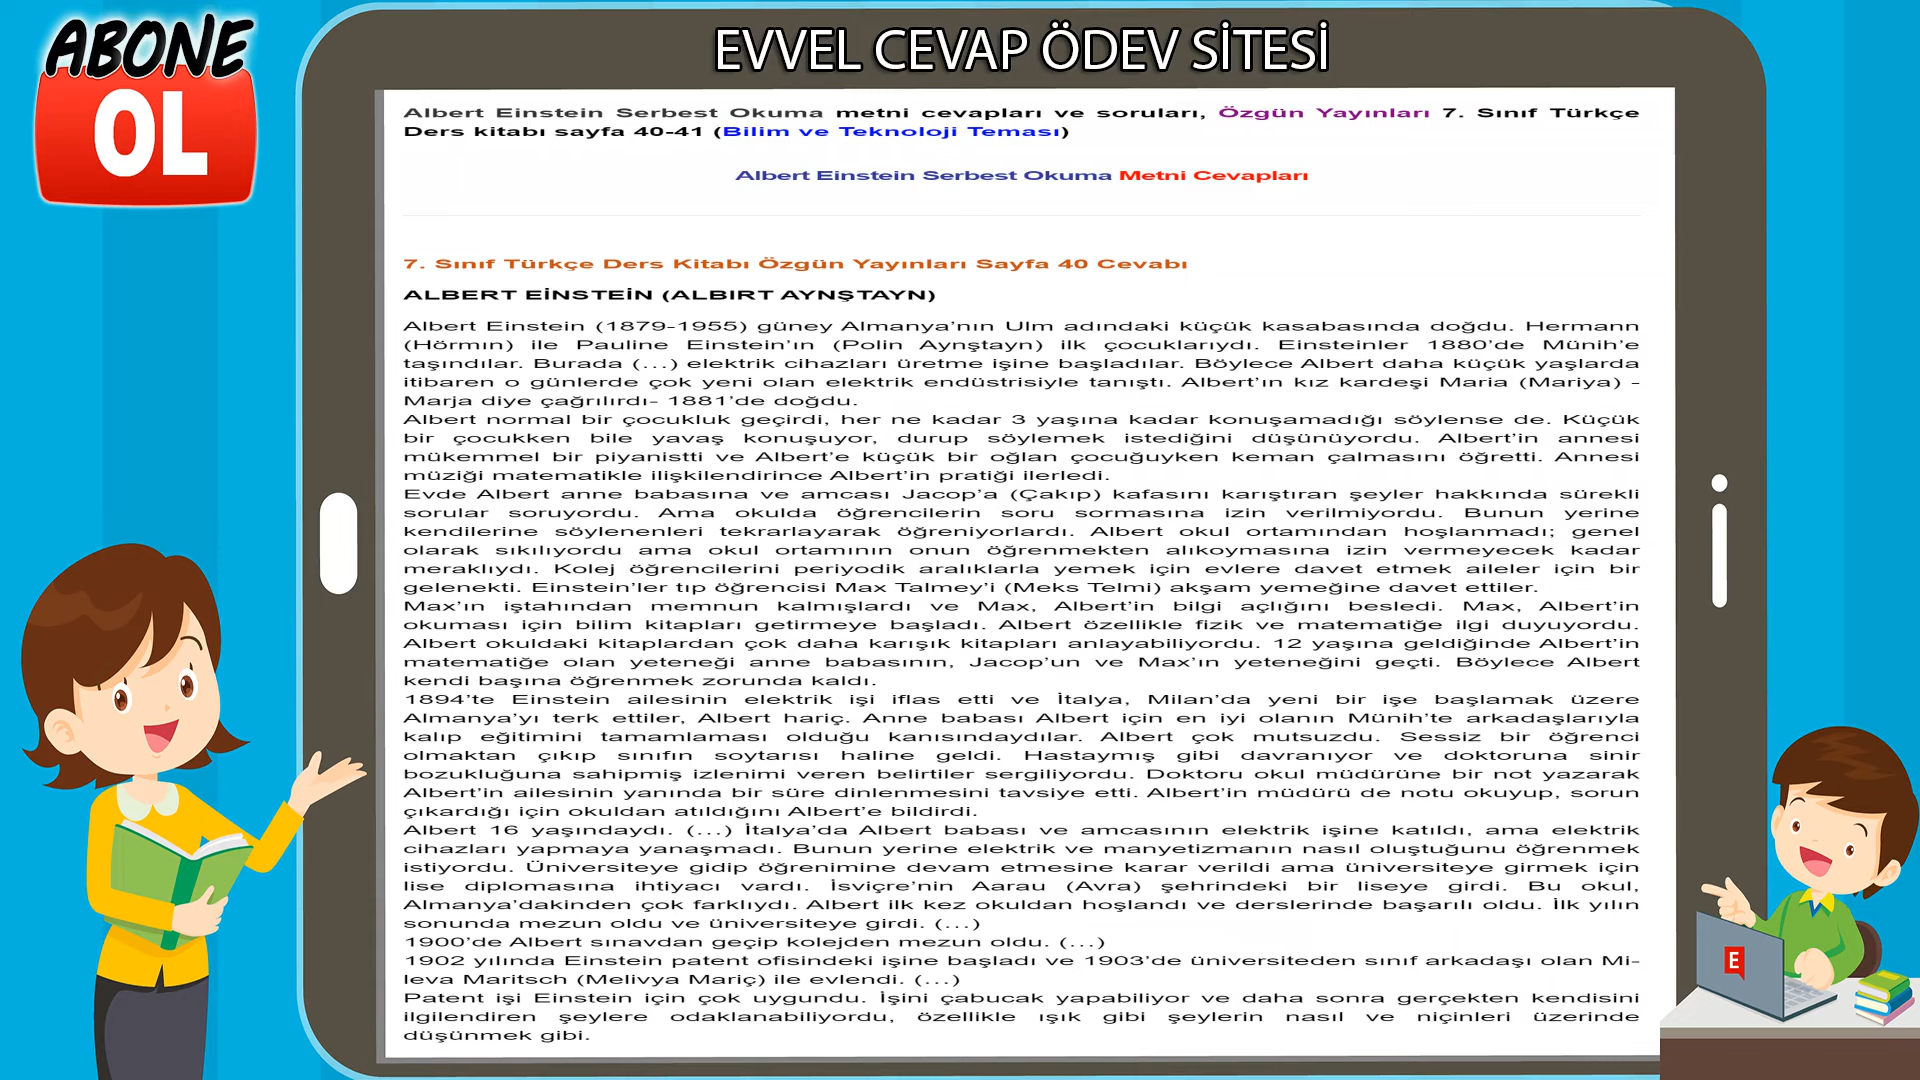 ABONE
OL
EVVEL CEVAP ÖDEV SİTESİ
Albert Einstein Serbest Okuma metni cevapları ve soruları, Özgün Yayınları 7. Sınıf Türkçe
Ders kitabı sayfa 40-41 (Bilim ve Teknoloji Teması)
Albert Einstein Serbest Okuma Metni Cevapları
7. Sınıf Türkçe Ders Kitabı Özgün Yayınları Sayfa 40 Cevabı
ALBERT EİNSTEİN (ALBIRT AYNŞTAYN)
Albert Einstein (1879-1955) güney Almanya’nın Ulm adındaki küçük kasabasında doğdu. Hermann
(Hörmın) ile Pauline Einstein’ın (Polin Aynştayn) ilk çocuklarıydı. Einsteinler 1880’de Münih’e
taşındılar. Burada (…) elektrik cihazları üretme işine başladılar. Böylece Albert daha küçük yaşlarda
itibaren o günlerde çok yeni olan elektrik endüstrisiyle tanıştı. Albert’ın kız kardeşi Maria (Mariya) -
Marja diye çağrılırdı- 1881’de doğdu.
Albert normal bir çocukluk geçirdi, her ne kadar 3 yaşına kadar konuşamadığı söylense de. Küçük
bir çocukken bile yavaş konuşuyor, durup söylemek istediğini düşünüyordu. Albert’in annesi
mükemmel bir piyanistti ve Albert’e küçük bir oğlan çocuğuyken keman çalmasını öğretti. Annesi
müziği matematikle ilişkilendirince Albert’in pratiği ilerledi.
Evde Albert anne babasına ve amcası Jacop’a (Çakıp) kafasını karıştıran şeyler hakkında sürekli
sorular soruyordu. Ama okulda öğrencilerin soru sormasına izin verilmiyordu. Bunun yerine
kendilerine söylenenleri tekrarlayarak öğreniyorlardı. Albert okul ortamından hoşlanmadı; genel
olarak sıkılıyordu ama okul ortamının onun öğrenmekten alıkoymasına izin vermeyecek kadar
meraklıydı. Kolej öğrencilerini periyodik aralıklarla yemek için evlere davet etmek aileler için bir
gelenekti. Einstein’ler tıp öğrencisi Max Talmey’i (Meks Telmi) akşam yemeğine davet ettiler.
Max’ın iştahından memnun kalmışlardı ve Max, Albert’in bilgi açlığını besledi. Max, Albert’in
okuması için bilim kitapları getirmeye başladı. Albert özellikle fizik ve matematiğe ilgi duyuyordu.
Albert okuldaki kitaplardan çok daha karışık kitapları anlayabiliyordu. 12 yaşına geldiğinde Albert’in
matematiğe olan yeteneği anne babasının, Jacop’un ve Max’ın yeteneğini geçti. Böylece Albert
kendi başına öğrenmek zorunda kaldı.
1894’te Einstein ailesinin elektrik işi iflas etti ve İtalya, Milan’da yeni bir işe başlamak üzere
Almanya’yı terk ettiler, Albert hariç. Anne babası Albert için en iyi olanın Münih’te arkadaşlarıyla
kalıp eğitimini tamamlaması olduğu kanısındaydılar. Albert çok mutsuzdu. Sessiz bir öğrenci
olmaktan çıkıp sınıfın soytarısı haline geldi. Hastaymış gibi davranıyor ve doktoruna sinir
bozukluğuna sahipmiş izlenimi veren belirtiler sergiliyordu. Doktoru okul müdürüne bir not yazarak
Albert’in ailesinin yanında bir süre dinlenmesini tavsiye etti. Albert’in müdürü de notu okuyup, sorun
çıkardığı için okuldan atıldığını Albert’e bildirdi.
Albert 16 yaşındaydı. (…) İtalya’da Albert babası ve amcasının elektrik işine katıldı, ama elektrik
cihazları yapmaya yanaşmadı. Bunun yerine elektrik ve manyetizmanın nasıl oluştuğunu öğrenmek
istiyordu. Üniversiteye gidip öğrenimine devam etmesine karar verildi ama üniversiteye girmek için
lise diplomasına ihtiyacı vardı. İsviçre’nin Aarau (Avra) şehrindeki bir liseye girdi. Bu okul,
Almanya’dakinden çok farklıydı. Albert ilk kez okuldan hoşlandı ve derslerinde başarılı oldu. İlk yılın
sonunda mezun oldu ve üniversiteye girdi. (…)
1900’de Albert sınavdan geçip kolejden mezun oldu. (…)
1902 yılında Einstein patent ofisindeki işine başladı ve 1903’de üniversiteden sınıf arkadaşı olan Mi-
leva Maritsch (Melivya Mariç) ile evlendi. (…)
Patent işi Einstein için çok uygundu. İşini çabucak yapabiliyor ve daha sonra gerçekten kendisini
ilgilendiren şeylere odaklanabiliyordu, özellikle ışık gibi şeylerin nasıl ve niçinleri üzerinde
düşünmek gibi.
E